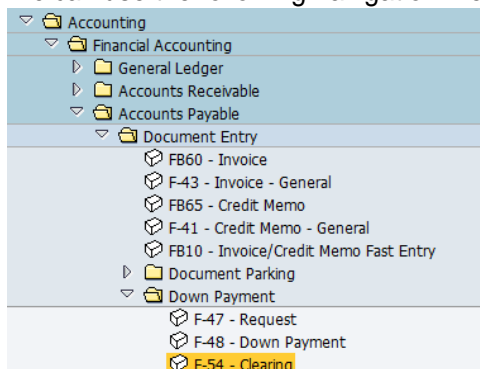 Accounting
Financial Accounting
General Ledger
Accounts Receivable
Accounts Payable
Document Entry
FB60 - Invoice
F-43 - Invoice - General
FB65 - Credit Memo
F-41 - Credit Memo - General
FB10 - Invoice/Credit Memo Fast Entry
Document Parking
Down Payment
F-47 - Request
F-48 - Down Payment
F-54 - Clearing